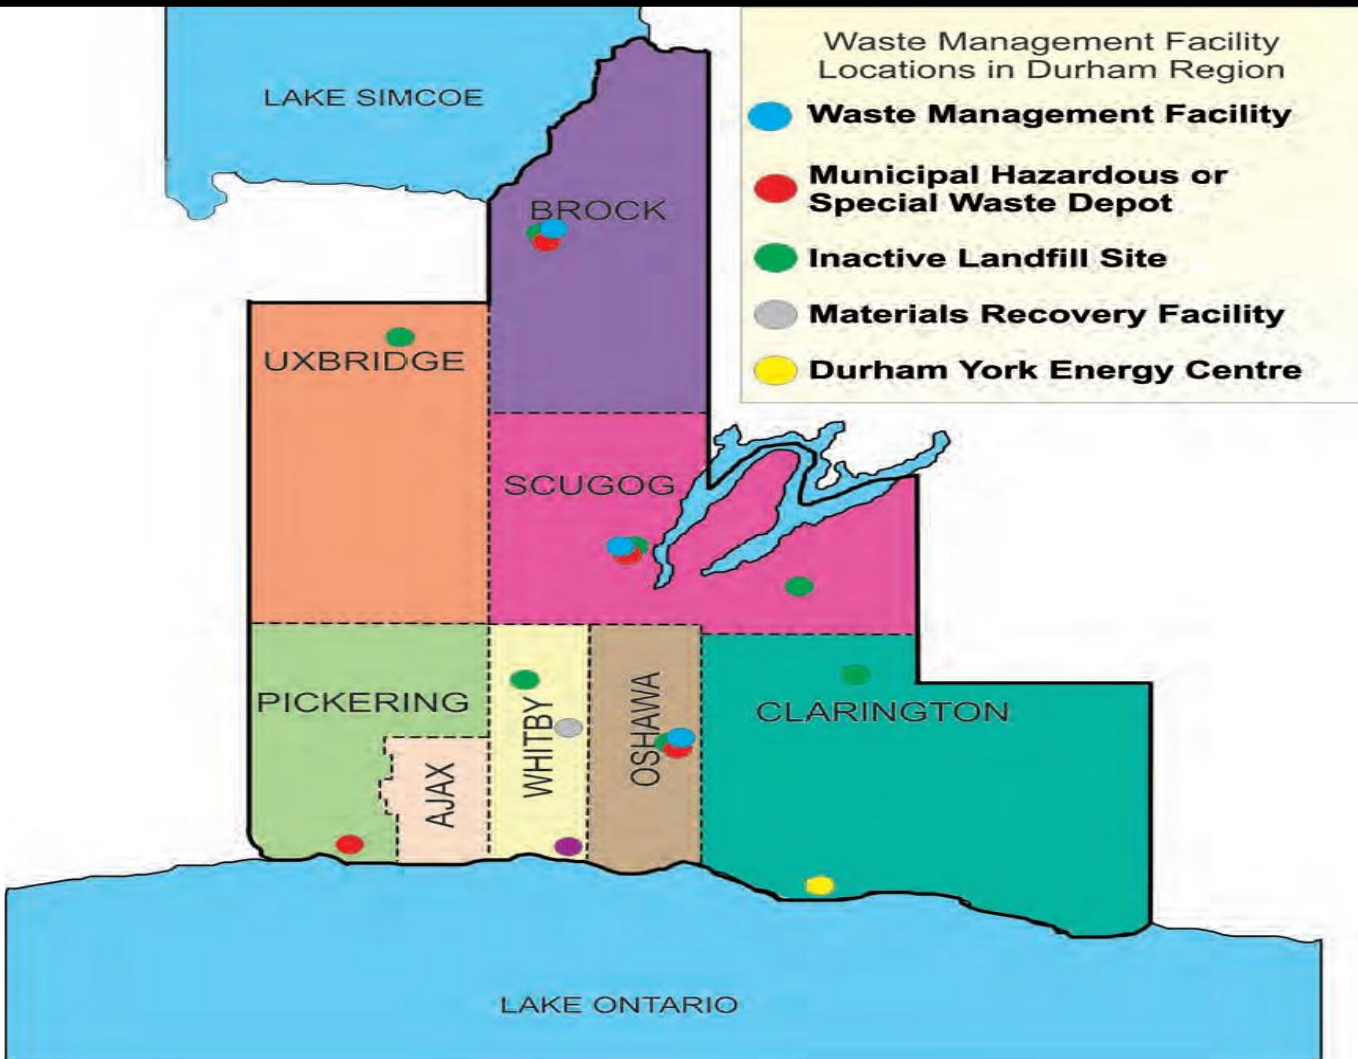 Waste Management Facility
Locations in Durham Region
Waste Management Facility
Municipal Hazardous or
Special Waste Depot
Inactive Landfill Site
Materials Recovery Facility
Durham York Energy Centre
LAKE SIMCOE
BROCK
UXBRIDGE
SCUGOG
PICKERING
AJAX
WHITBY
OSHAWA
CLARINGTON
LAKE ONTARIO